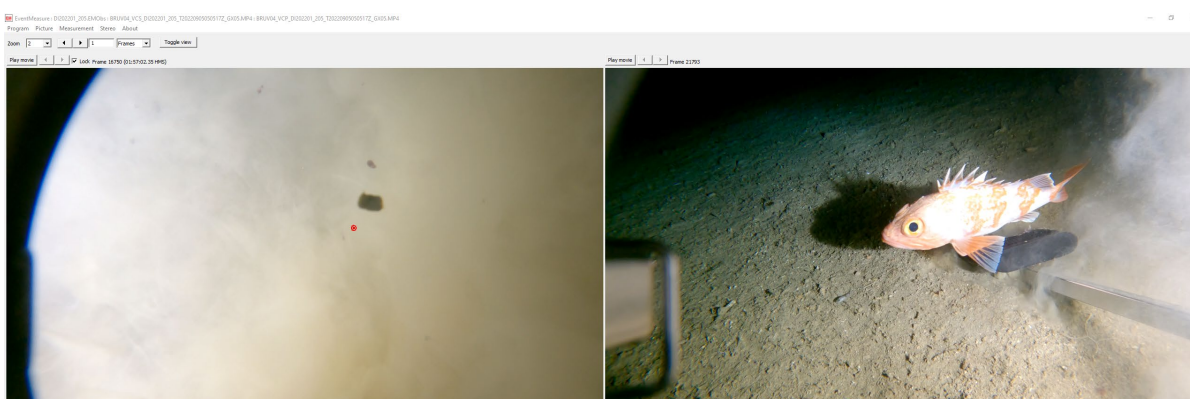 EventMeasure : DI202201_205.EMObs : BRUV04_VCS_DI202201_205_T20220905050517Z_GX05.MP4 : BRUV04_VCP_DI202201_205_T20220905050517Z_GX05.MP4
Program Picture Measurement Stereo About
Zoom 2 1 Frames Toggle view
Play movie Lock Frame 16750 (01:57:02.35 HMS) Play movie Frame 21793